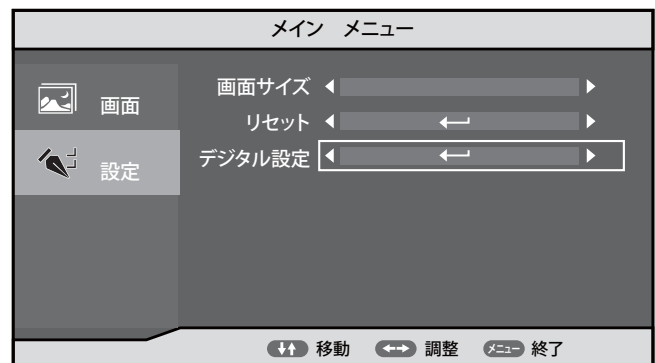 メイン メニュー
画面
設定
画面サイズ
リセット
デジタル設定
移動 調整 メニュー 終了